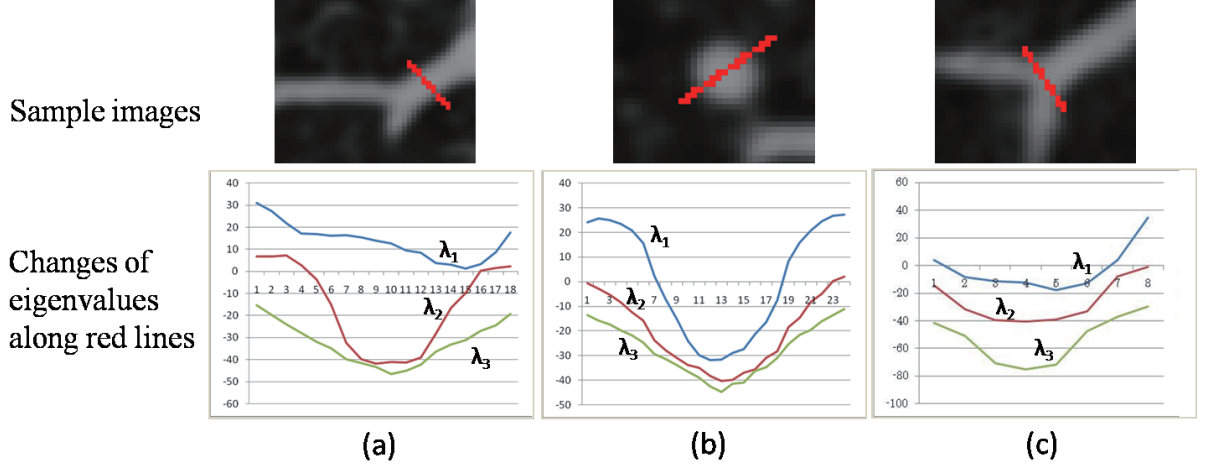 Sample images
Changes of
eigenvalues
along red lines
40
30
20
10
0
-10
-20
-30
-40
-50
-60
1 2 3 4 5 6 7 8 9 10 11 12 13 14 15 16 17 18
λ1
λ2
λ3
40
30
20
10
0
-10
-20
-30
-40
-50
1 3 5 7 9 11 13 15 17 19 21 23
λ1
λ2
λ3
60
40
20
0
-20
-40
-60
-80
-100
1 2 3 4 5 6 7 8
λ1
λ2
λ3
(a) (b) (c)